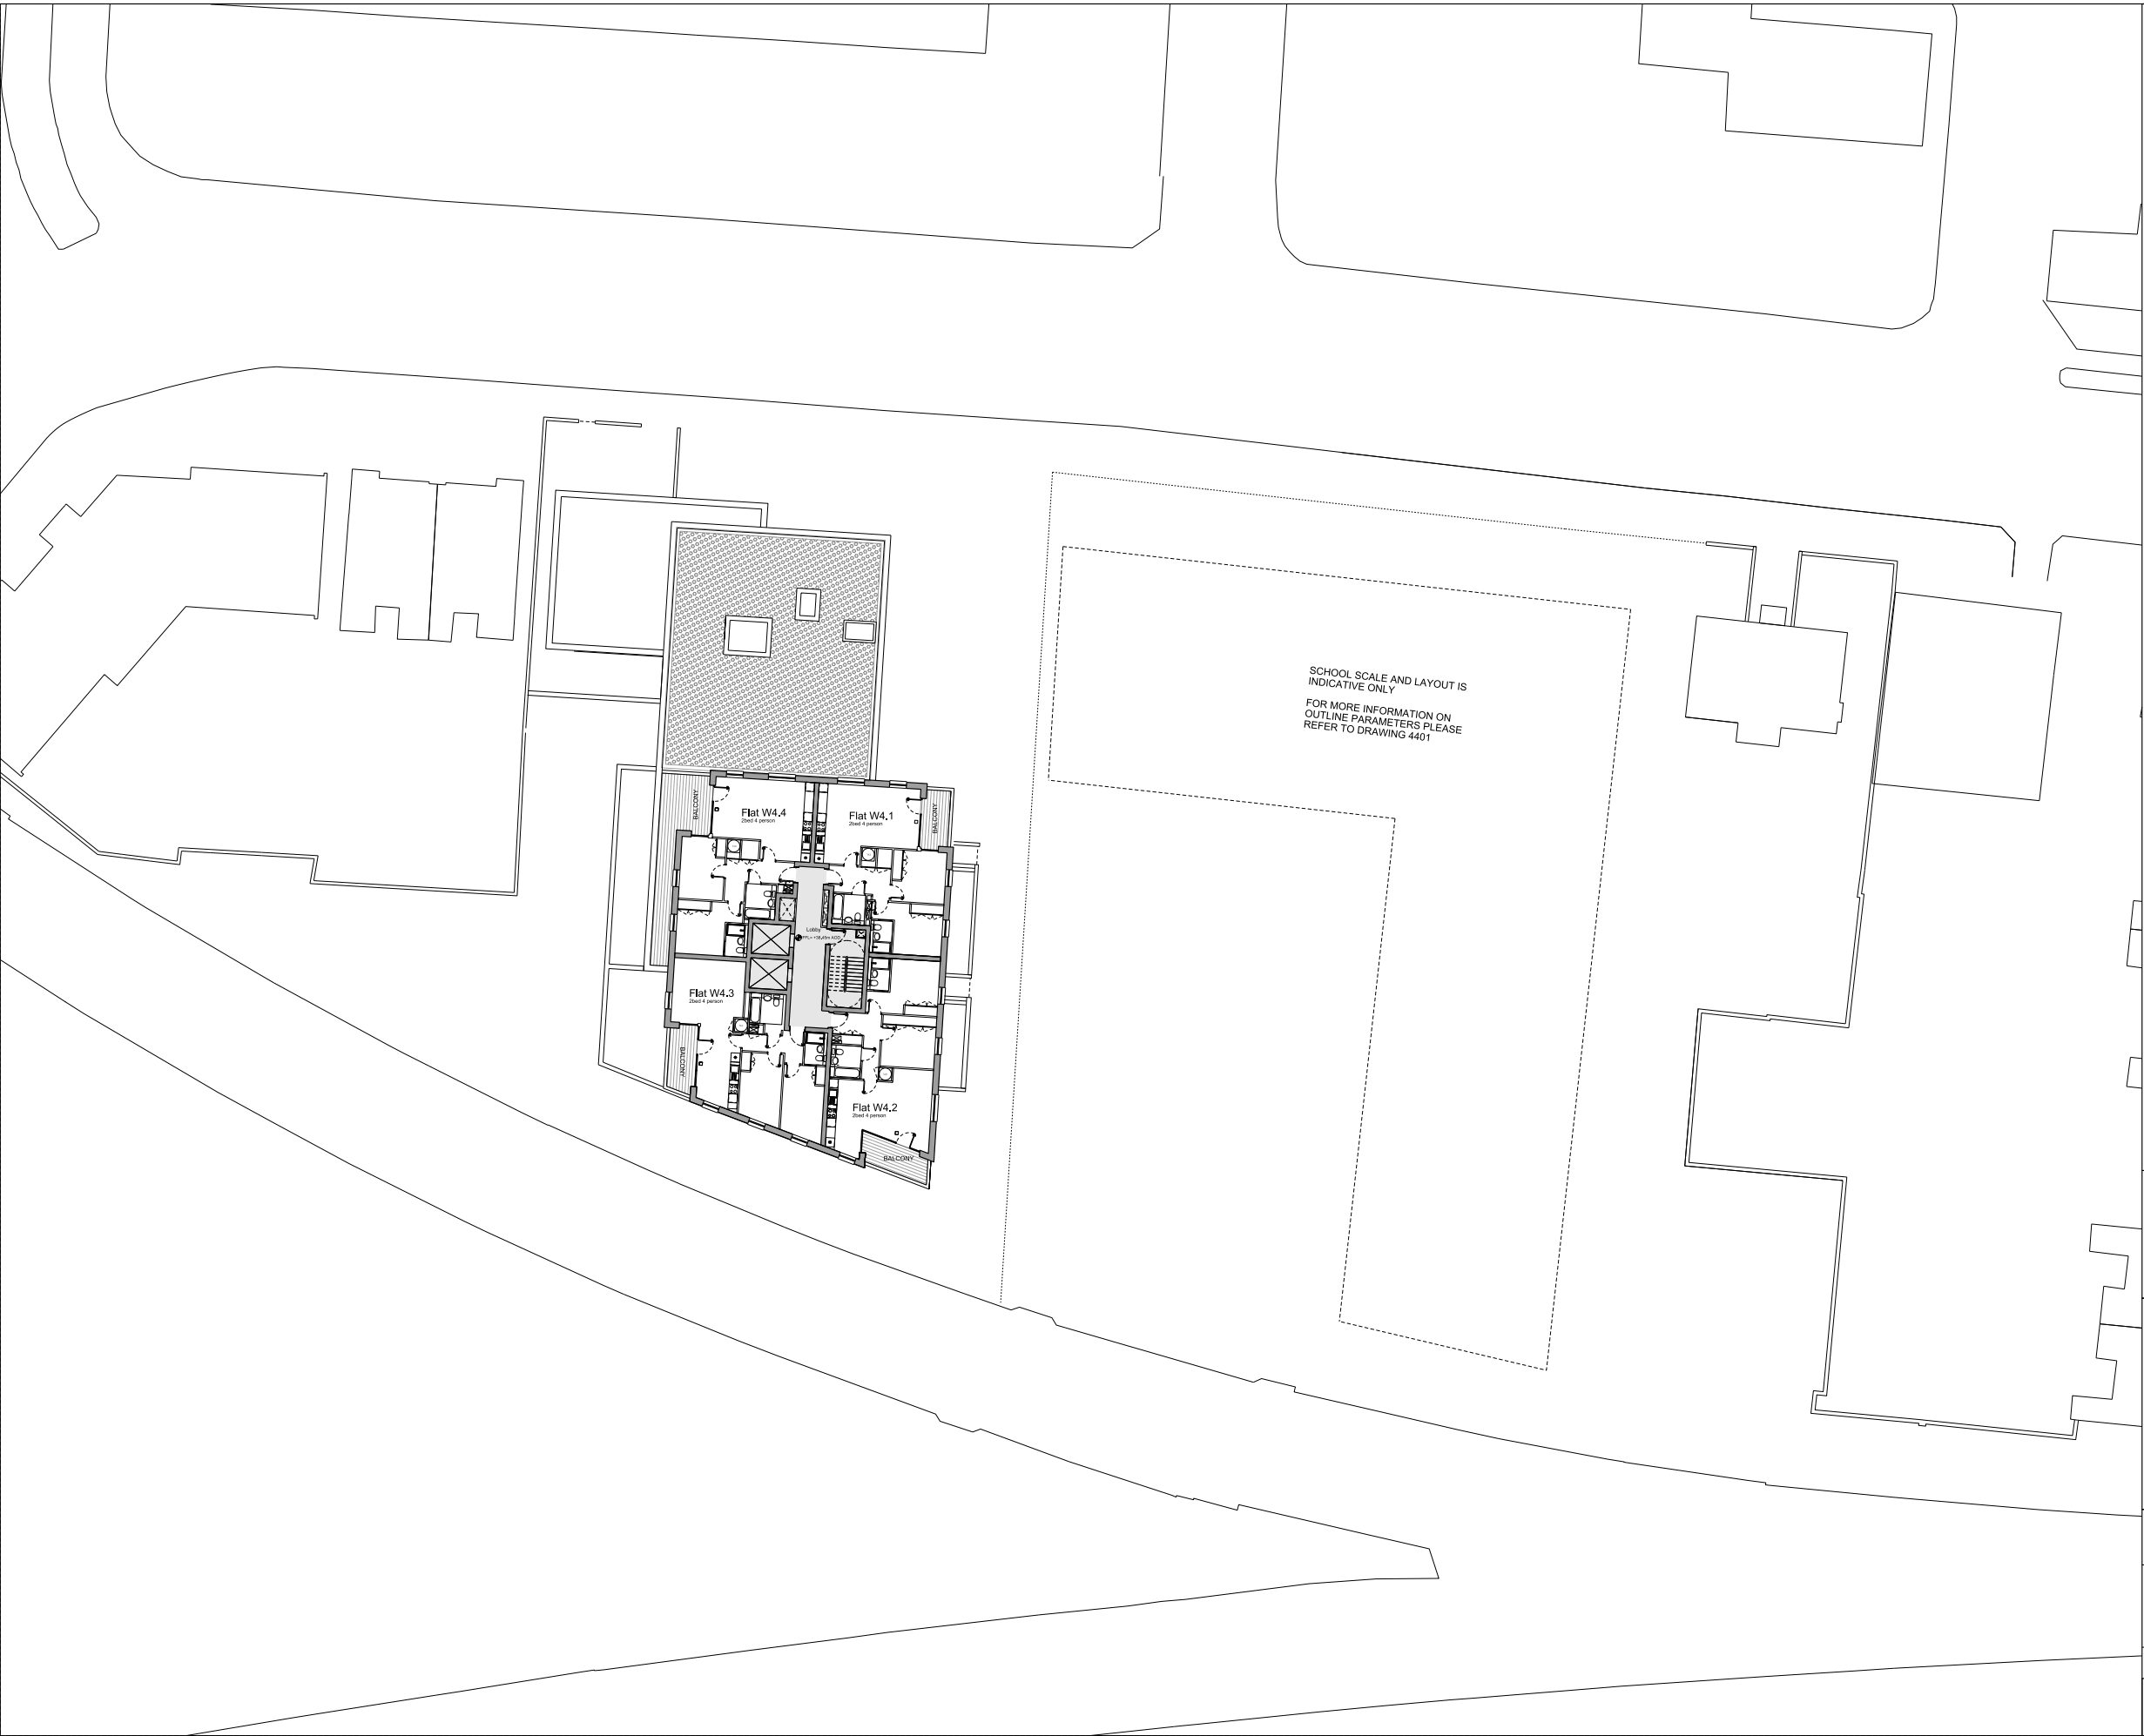 SCHOOL SCALE AND LAYOUT IS
INDICATIVE ONLY
FOR MORE INFORMATION ON
OUTLINE PARAMETERS PLEASE
REFER TO DRAWING 4401
BALCONY
Flat W4.4
2bed 4 person
Flat W4.1
2bed 4 person
BALCONY
Lobby
Flat W4.3
2bed 4 person
BALCONY
Flat W4.2
2bed 4 person
BALCONY